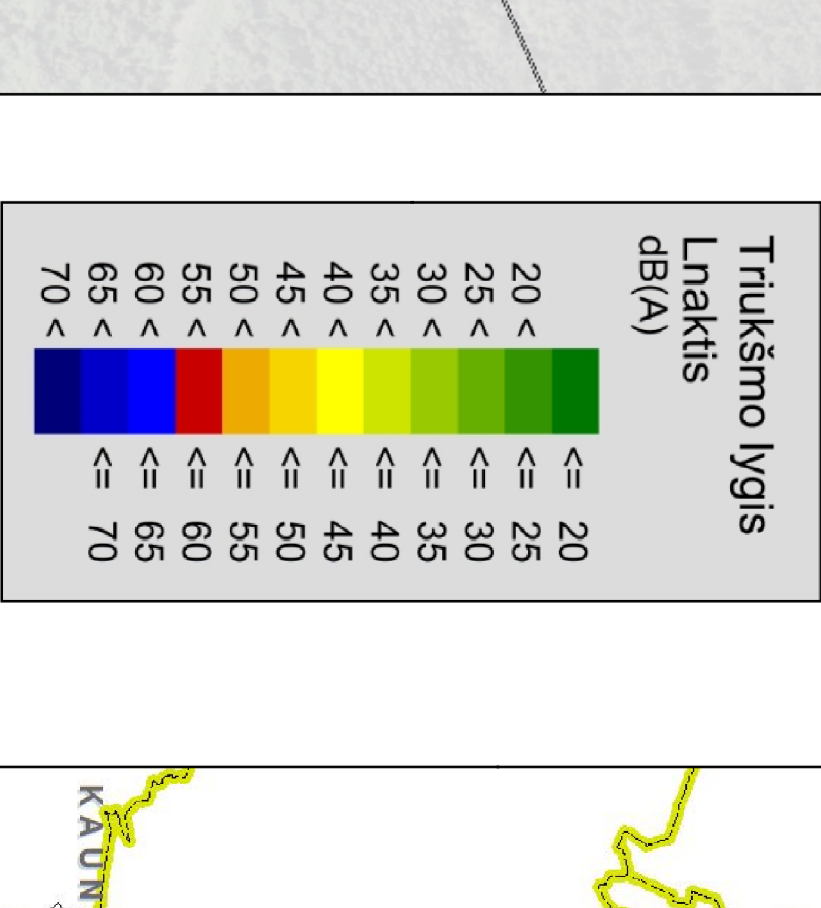 Triukšmo lygis
Lnaktis
dB(A)
<= 20
20 < <= 25
25 < <= 30
30 < <= 35
35 < <= 40
40 < <= 45
45 < <= 50
50 < <= 55
55 < <= 60
60 < <= 65
65 < <= 70
70 <
KAUN